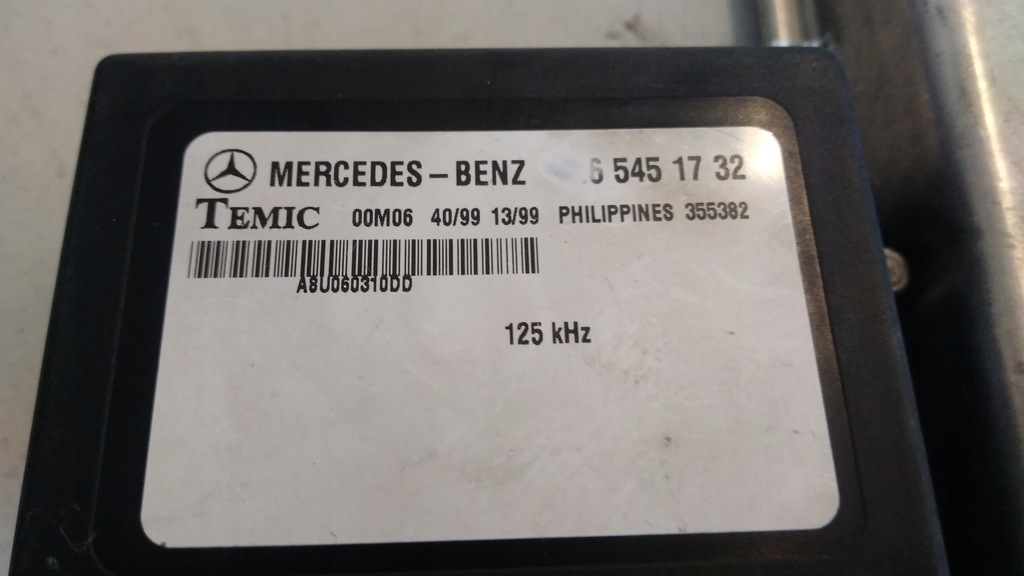 MERCEDES-BENZ 6 545 17 32
TEMIC 00M06 40/99 13/99 PHILIPPINES 355382
A8U060310DD
125 kHz